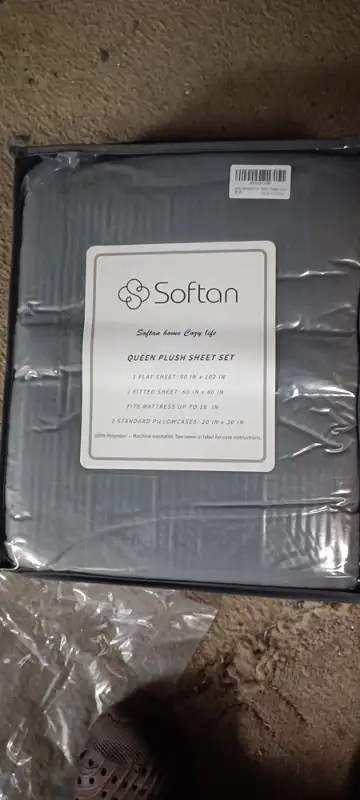 Softan
Softan home Cozy life
QUEEN PLUSH SHEET SET
1 FLAT SHEET: 90 IN x 102 IN
1 FITTED SHEET: 60 IN x 80 IN
FITS MATTRESS UP TO 16 IN
2 STANDARD PILLOWCASES: 20 IN x 30 IN
100% Polyester - Machine washable. See sewn in label for care instructions.